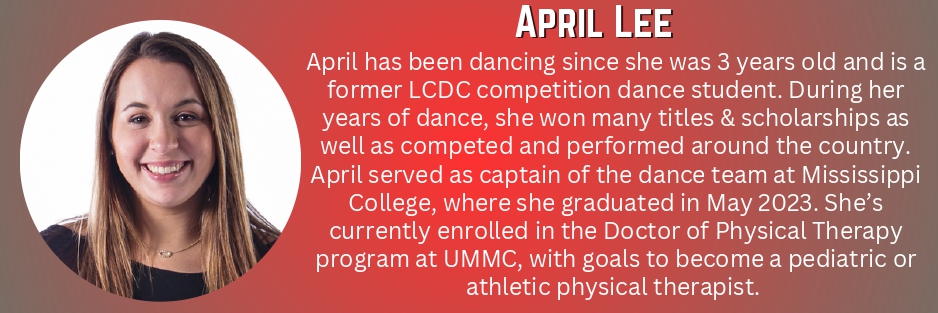 April Lee
April has been dancing since she was 3 years old and is a
former LCDC competition dance student. During her
years of dance, she won many titles & scholarships as
well as competed and performed around the country.
April served as captain of the dance team at Mississippi
College, where she graduated in May 2023. She’s
currently enrolled in the Doctor of Physical Therapy
program at UMMC, with goals to become a pediatric or
athletic physical therapist.